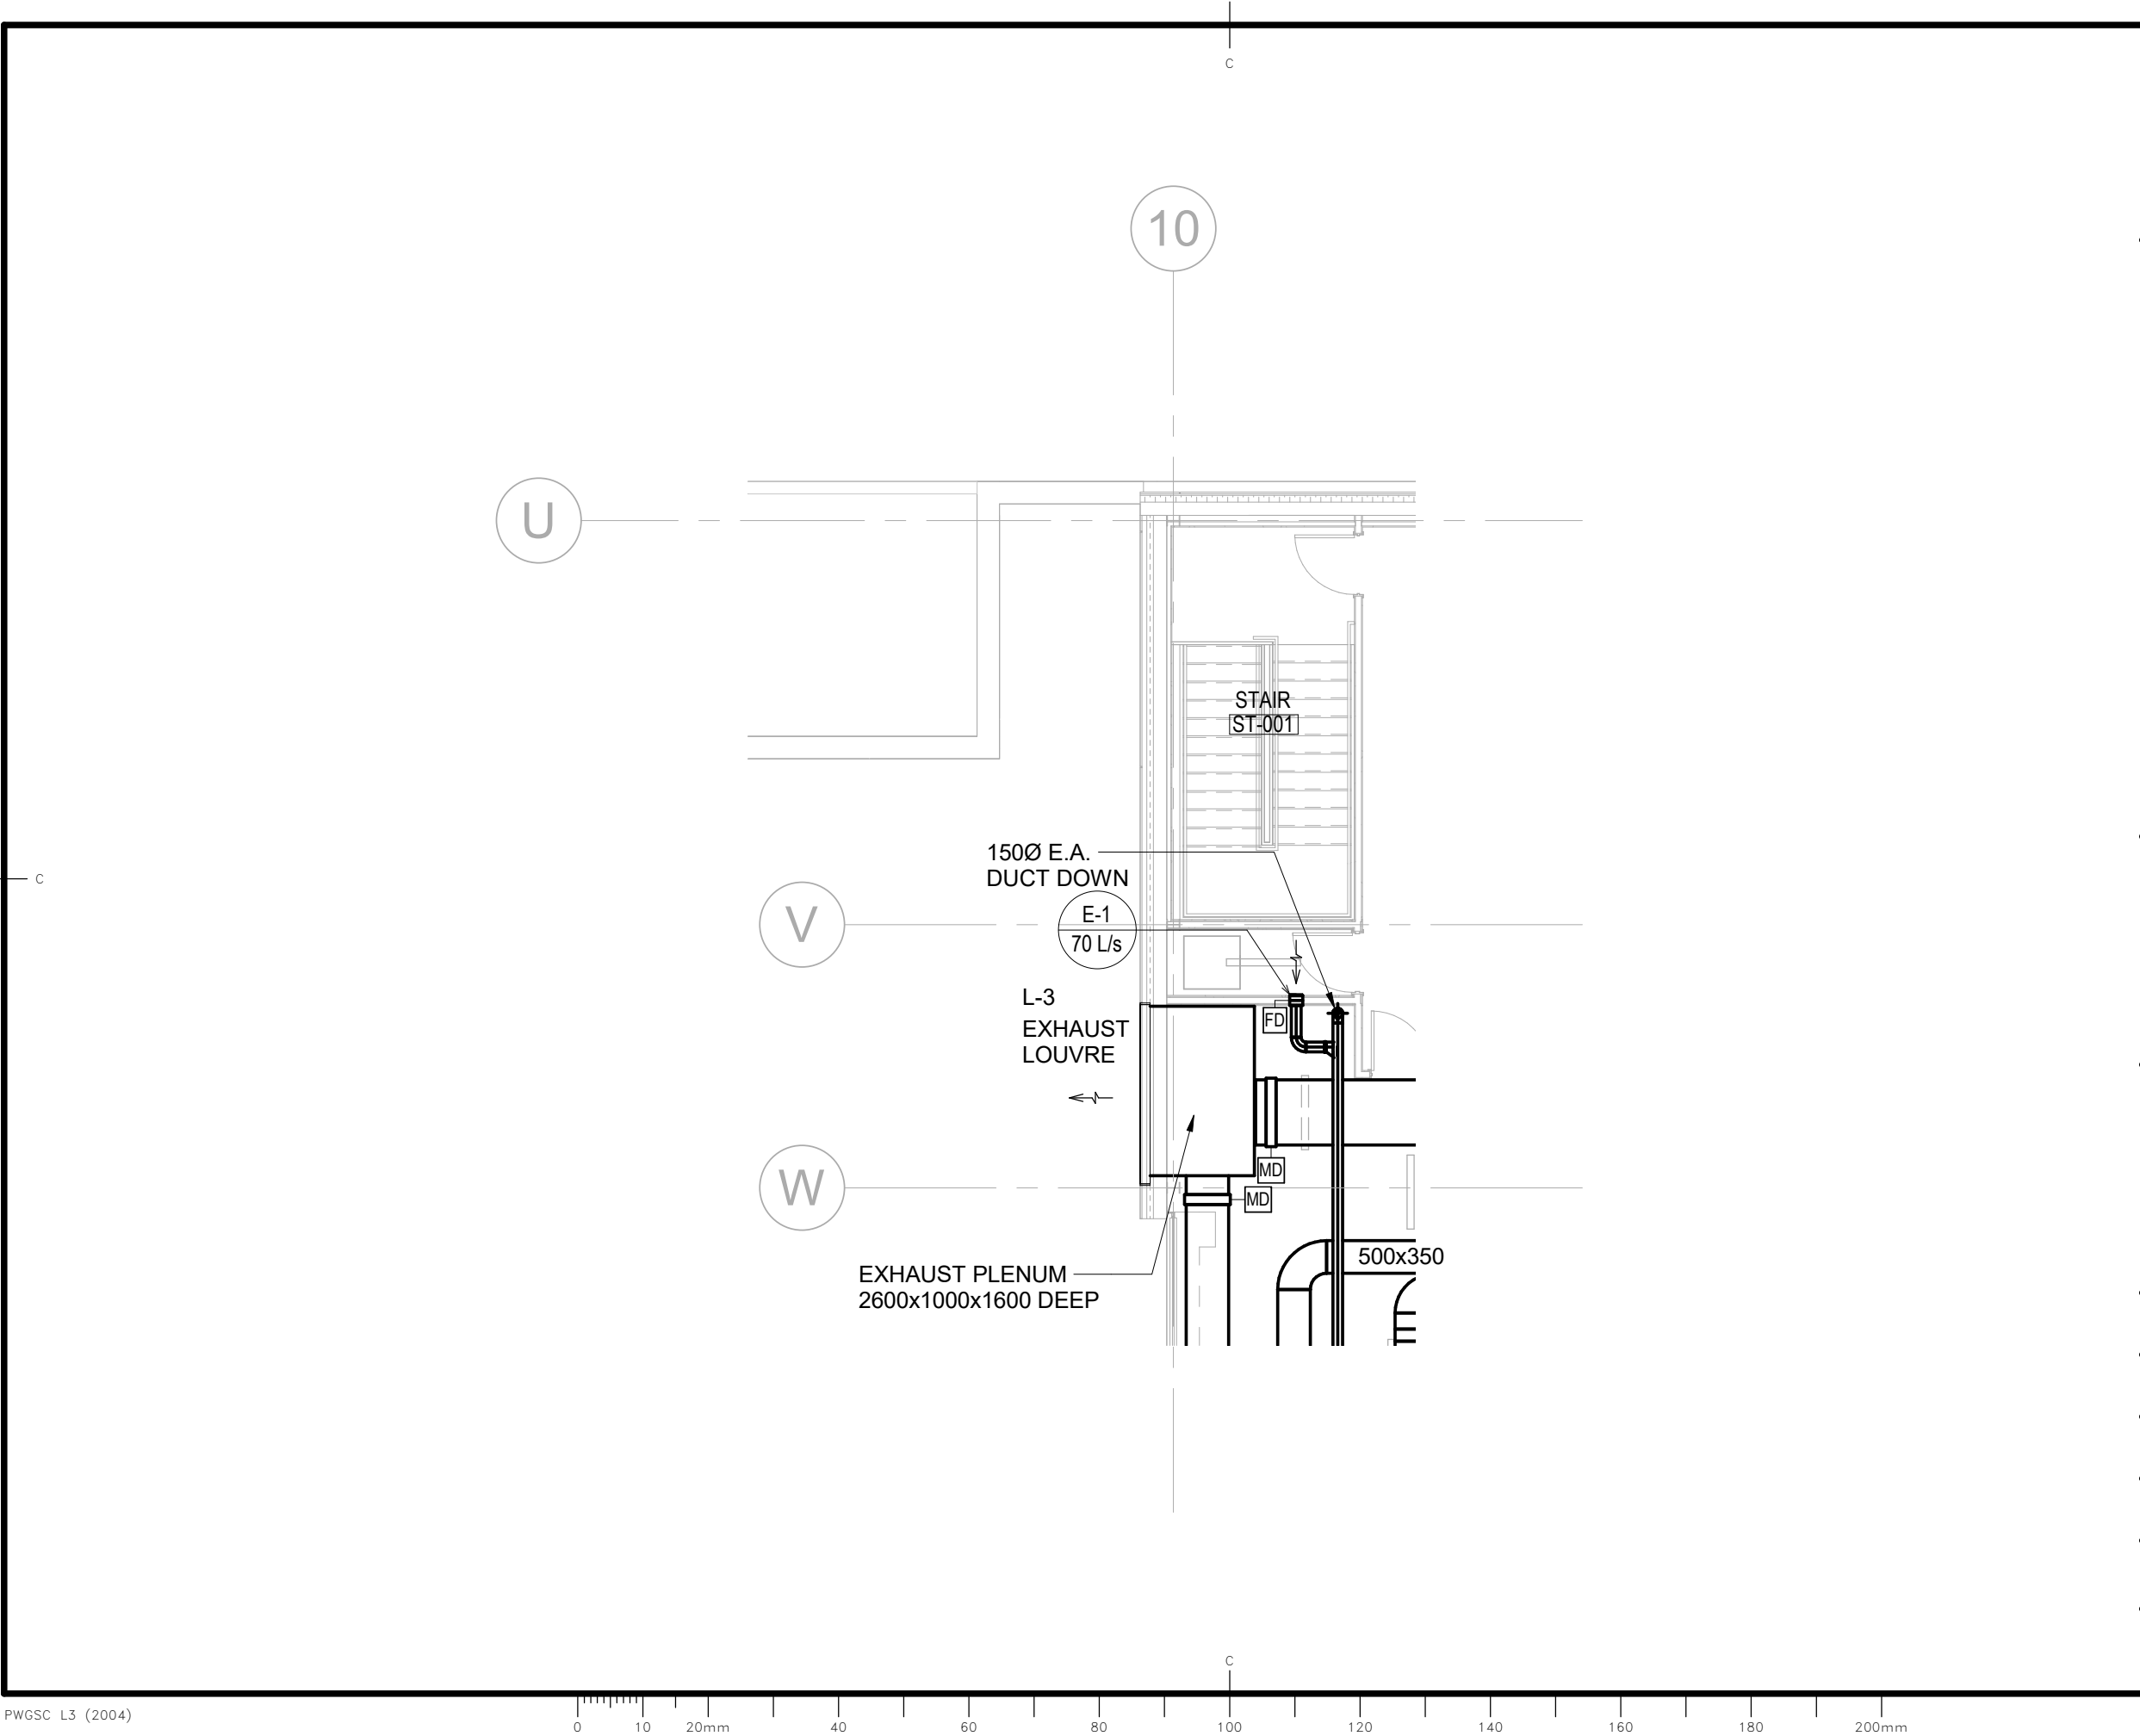 C
10
U
STAIR
ST-001
150Ø E.A.
DUCT DOWN
C
E-1
70 L/s
V
L-3
EXHAUST
LOUVRE
FD
MD
W
MD
500x350
EXHAUST PLENUM
2600x1000x1600 DEEP
C
PWGSC L3 (2004)
0 10 20mm 40 60 80 100 120 140 160 180 200mm